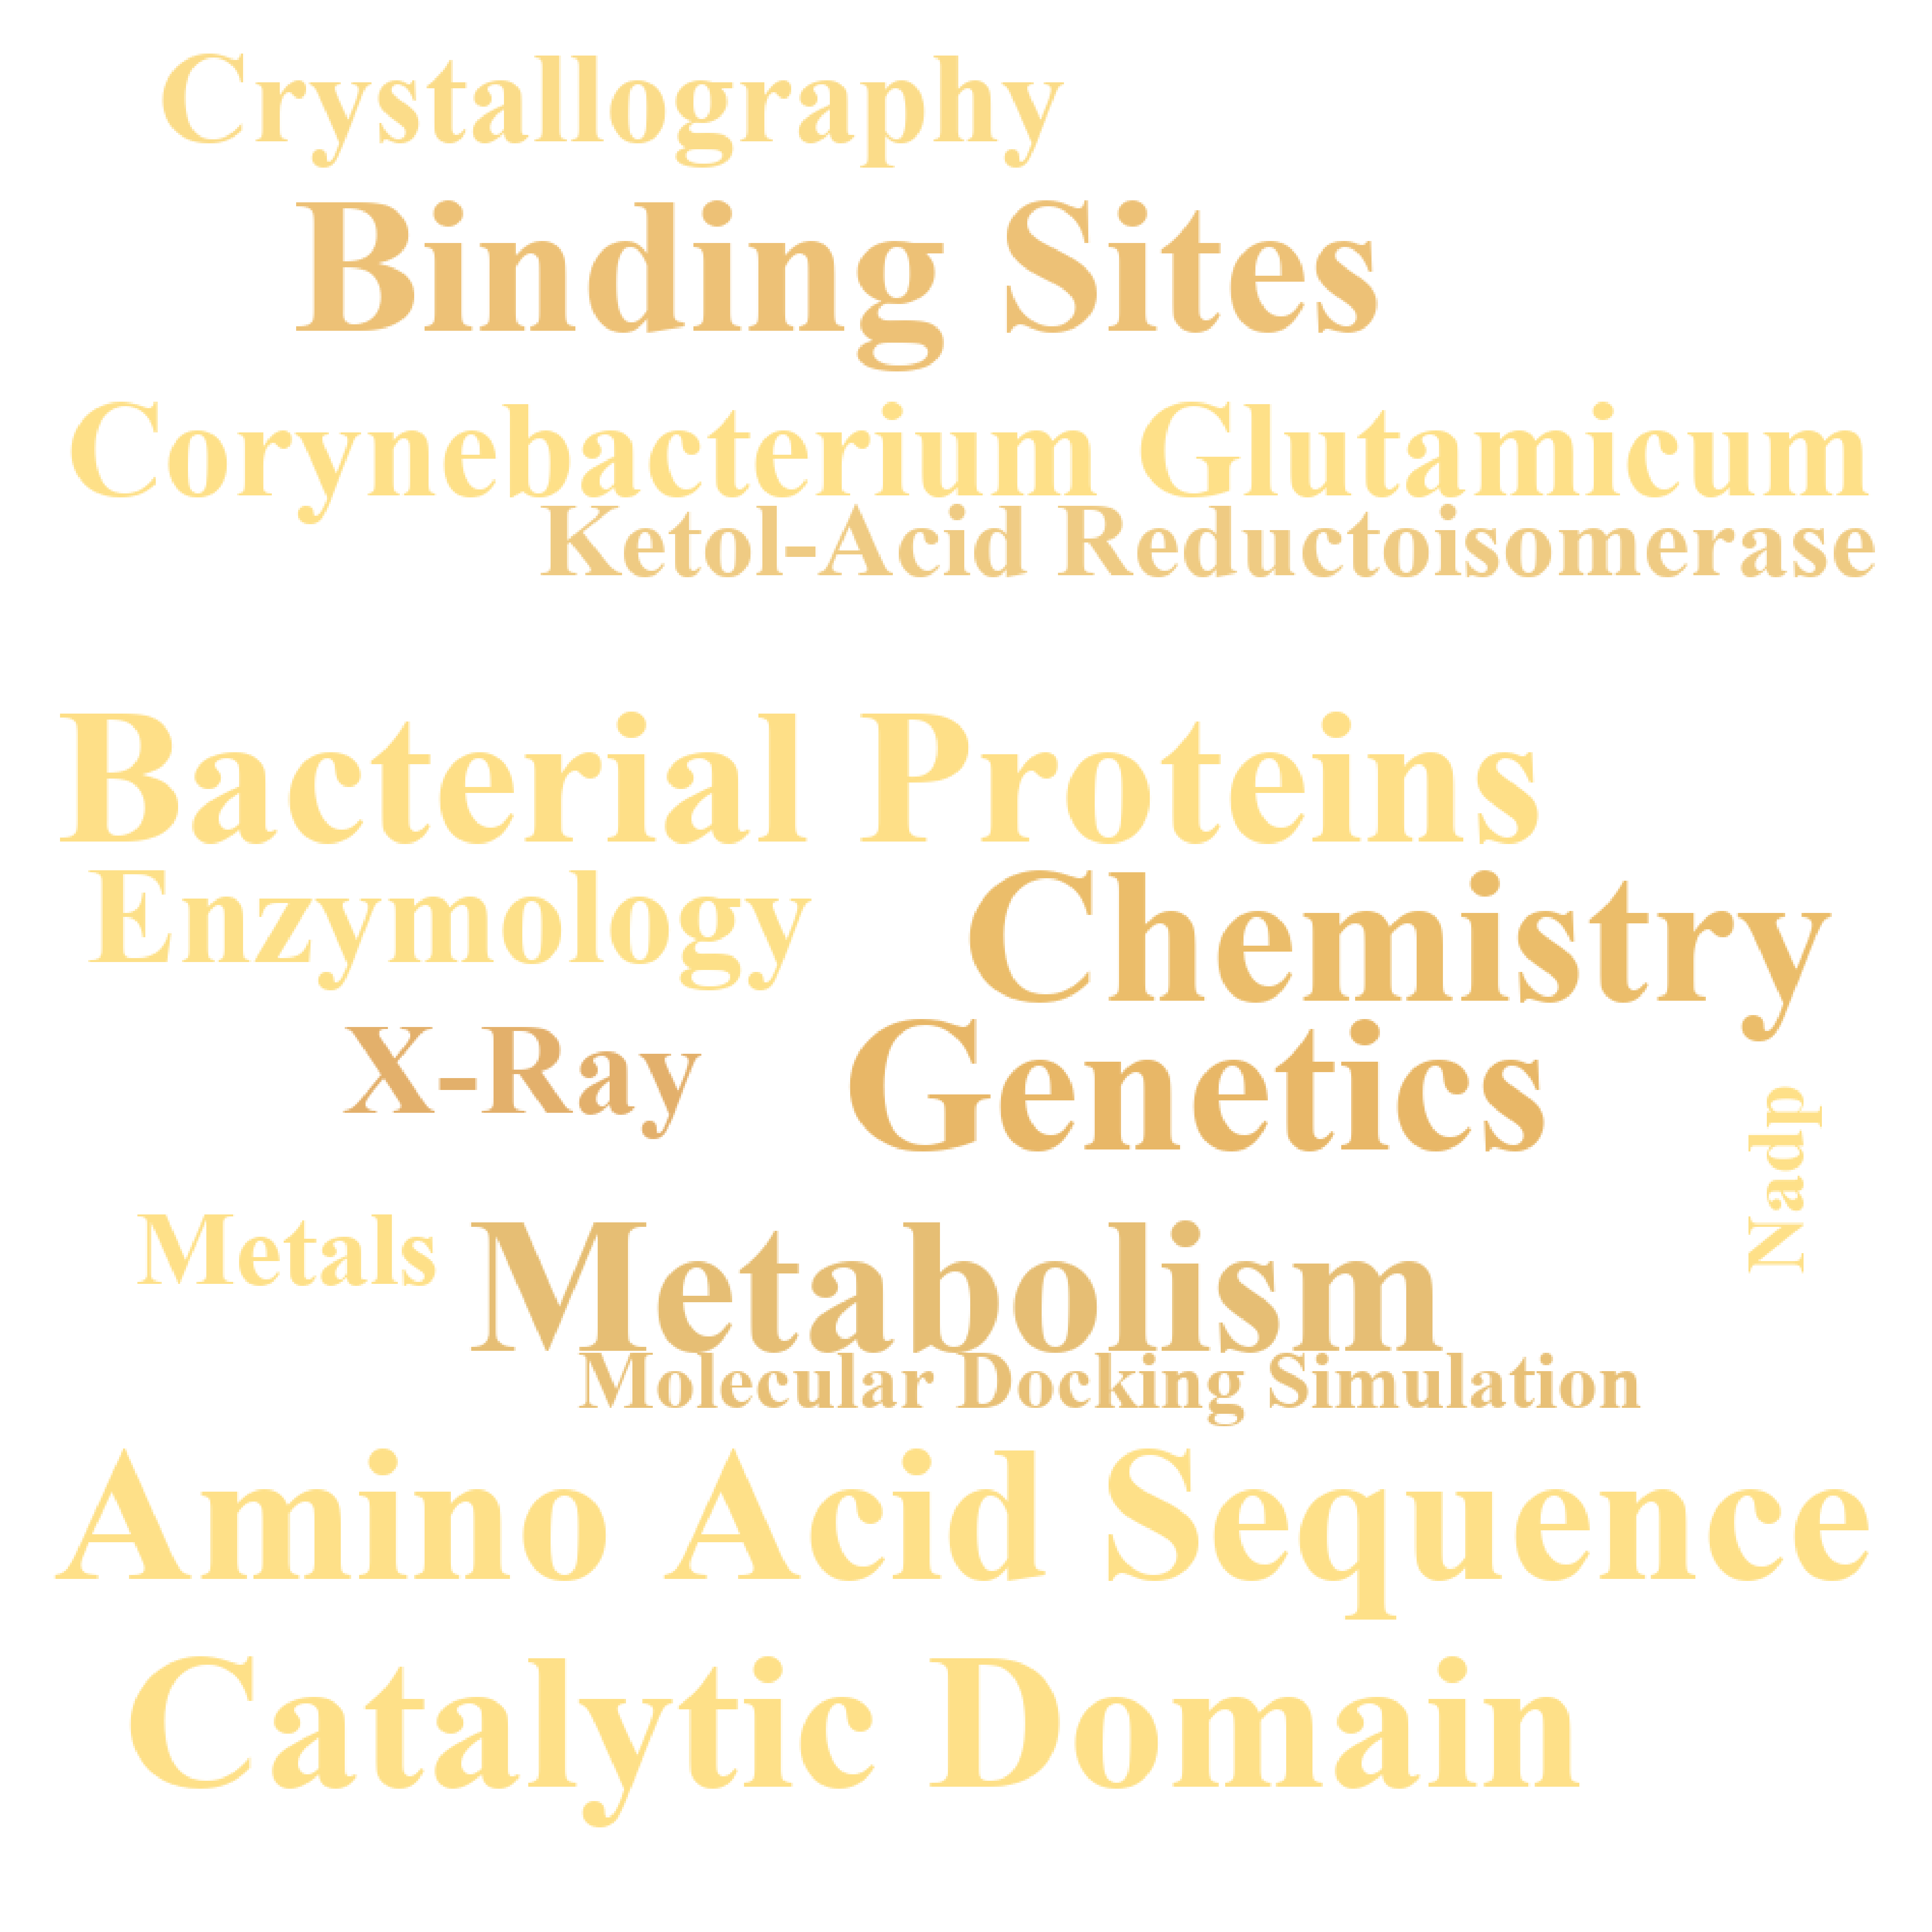 Crystallography
Binding Sites
Corynebacterium Glutamicum
Ketol-Acid Reductoisomerase
Bacterial Proteins
Enzymology
Chemistry
X-Ray
Genetics
Nadp
Metals
Metabolism
Molecular Docking Simulation
Amino Acid Sequence
Catalytic Domain